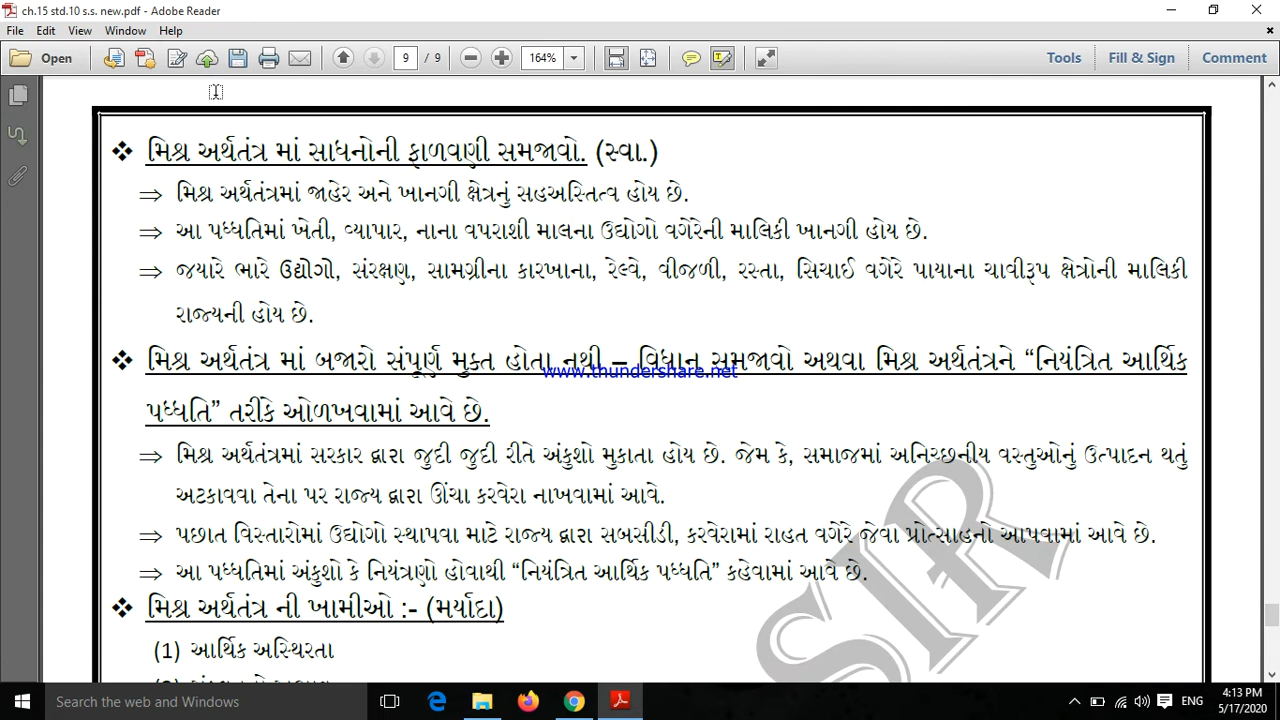 ch.15 std.10 s.s. new.pdf - Adobe Reader
File Edit View Window Help
Open 9 / 9 164% Tools Fill & Sign Comment
❖ મિશ્ર અર્થતંત્ર માં સાધનોની ફાળવણી સમજાવો. (સ્વા.)
⇒ મિશ્ર અર્થતંત્રમાં જાહેર અને ખાનગી ક્ષેત્રનું સહઅસ્તિત્વ હોય છે.
⇒ આ પધ્ધતિમાં ખેતી, વ્યાપાર, નાના વપરાશી માલના ઉદ્યોગો વગેરેની માલિકી ખાનગી હોય છે.
⇒ જયારે ભારે ઉદ્યોગો, સંરક્ષણ, સામગ્રીના કારખાના, રેલ્વે, વીજળી, રસ્તા, સિચાઈ વગેરે પાયાના ચાવીરૂપ ક્ષેત્રોની માલિકી
રાજ્યની હોય છે.
❖ મિશ્ર અર્થતંત્ર માં બજારો સંપૂર્ણ મુક્ત હોતા નથી – વિધાન સમજાવો અથવા મિશ્ર અર્થતંત્રને “નિયંત્રિત આર્થિક
www.thundershare.net
પધ્ધતિ” તરીકે ઓળખવામાં આવે છે.
⇒ મિશ્ર અર્થતંત્રમાં સરકાર દ્વારા જુદી જુદી રીતે અંકુશો મુકાતા હોય છે. જેમ કે, સમાજમાં અનિચ્છનીય વસ્તુઓનું ઉત્પાદન થતું
અટકાવવા તેના પર રાજ્ય દ્વારા ઊંચા કરવેરા નાખવામાં આવે.
⇒ પછાત વિસ્તારોમાં ઉદ્યોગો સ્થાપવા માટે રાજ્ય દ્વારા સબસીડી, કરવેરામાં રાહત વગેરે જેવા પ્રોત્સાહનો આપવામાં આવે છે.
⇒ આ પધ્ધતિમાં અંકુશો કે નિયંત્રણો હોવાથી “નિયંત્રિત આર્થિક પધ્ધતિ” કહેવામાં આવે છે.
❖ મિશ્ર અર્થતંત્ર ની ખામીઓ :- (મર્યાદા)
(1) આર્થિક અસ્થિરતા
SIR
Search the web and Windows
ENG
4:13 PM
5/17/2020